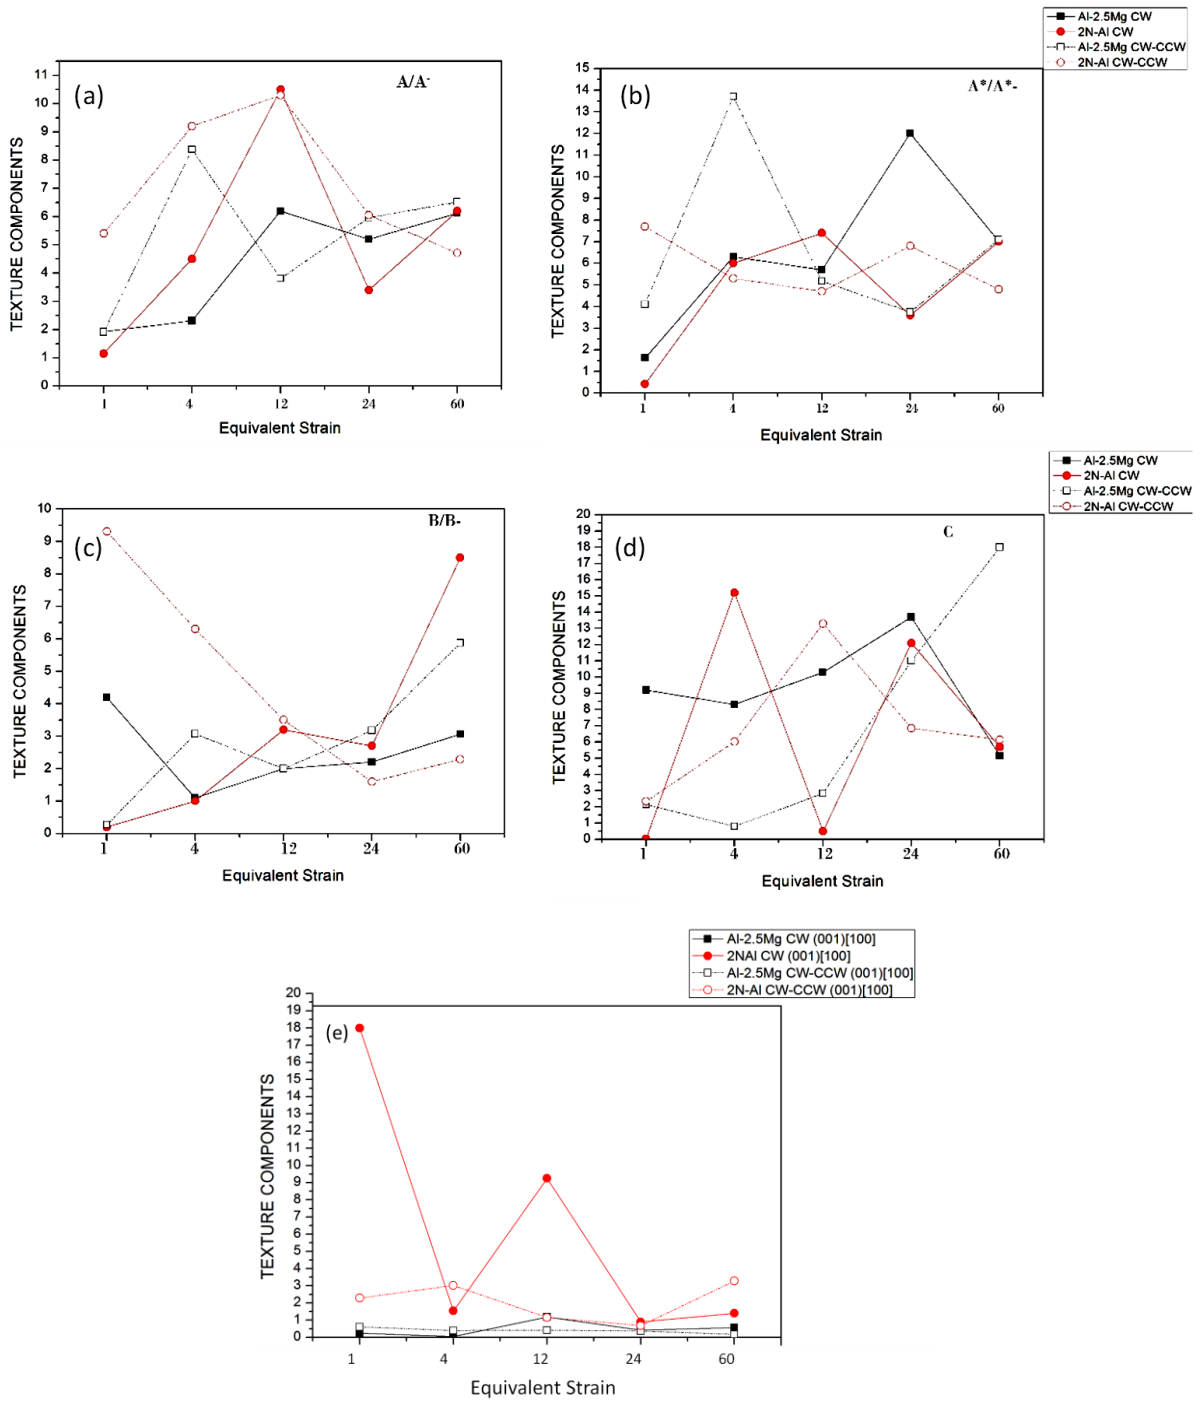 Al-2.5Mg CW
2N-Al CW
Al-2.5Mg CW-CCW
2N-Al CW-CCW
(a)
A/A-
TEXTURE COMPONENTS
11
10
9
8
7
6
5
4
3
2
1
0
1 4 12 24 60
Equivalent Strain
(b)
A*/A*-
TEXTURE COMPONENTS
15
14
13
12
11
10
9
8
7
6
5
4
3
2
1
0
1 4 12 24 60
Equivalent Strain
Al-2.5Mg CW
2N-Al CW
Al-2.5Mg CW-CCW
2N-Al CW-CCW
(c)
B/B-
TEXTURE COMPONENTS
10
9
8
7
6
5
4
3
2
1
0
1 4 12 24 60
Equivalent Strain
(d)
C
TEXTURE COMPONENTS
20
19
18
17
16
15
14
13
12
11
10
9
8
7
6
5
4
3
2
1
0
1 4 12 24 60
Equivalent Strain
Al-2.5Mg CW (001)[100]
2NAl CW (001)[100]
Al-2.5Mg CW-CCW (001)[100]
2N-Al CW-CCW (001)[100]
(e)
TEXTURE COMPONENTS
20
19
18
17
16
15
14
13
12
11
10
9
8
7
6
5
4
3
2
1
0
1 4 12 24 60
Equivalent Strain